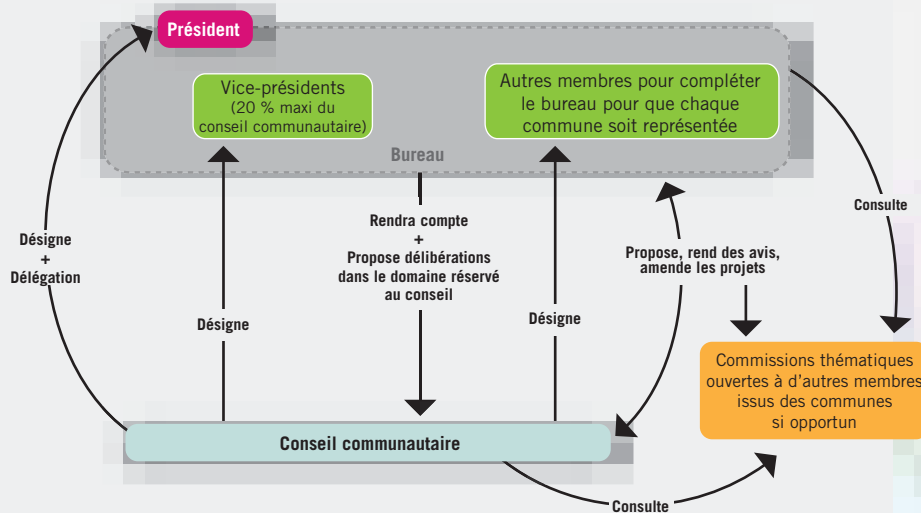 Président
Vice-présidents
(20 % maxi du
conseil communautaire)
Autres membres pour compléter
le bureau pour que chaque
commune soit représentée
Bureau
Désigne
+
Délégation
Rendra compte
+
Propose délibérations
dans le domaine réservé
au conseil
Propose, rend des avis,
amende les projets
Consulte
Désigne
Désigne
Commissions thématiques
ouvertes à d'autres membres
issus des communes
si opportun
Conseil communautaire
Consulte